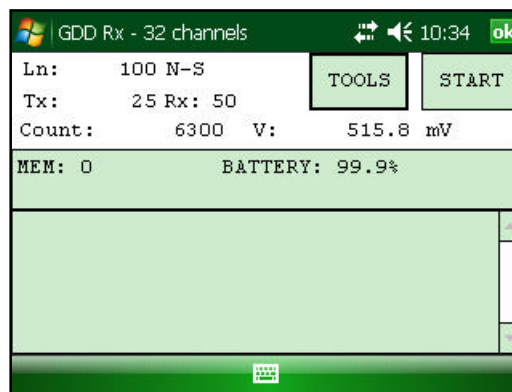 GDD Rx - 32 channels 10:34 ok
Ln: 100 N-S
TOOLS START
Tx: 25 Rx: 50
Count: 6300 V: 515.8 mV
MEM: 0 BATTERY: 99.9%